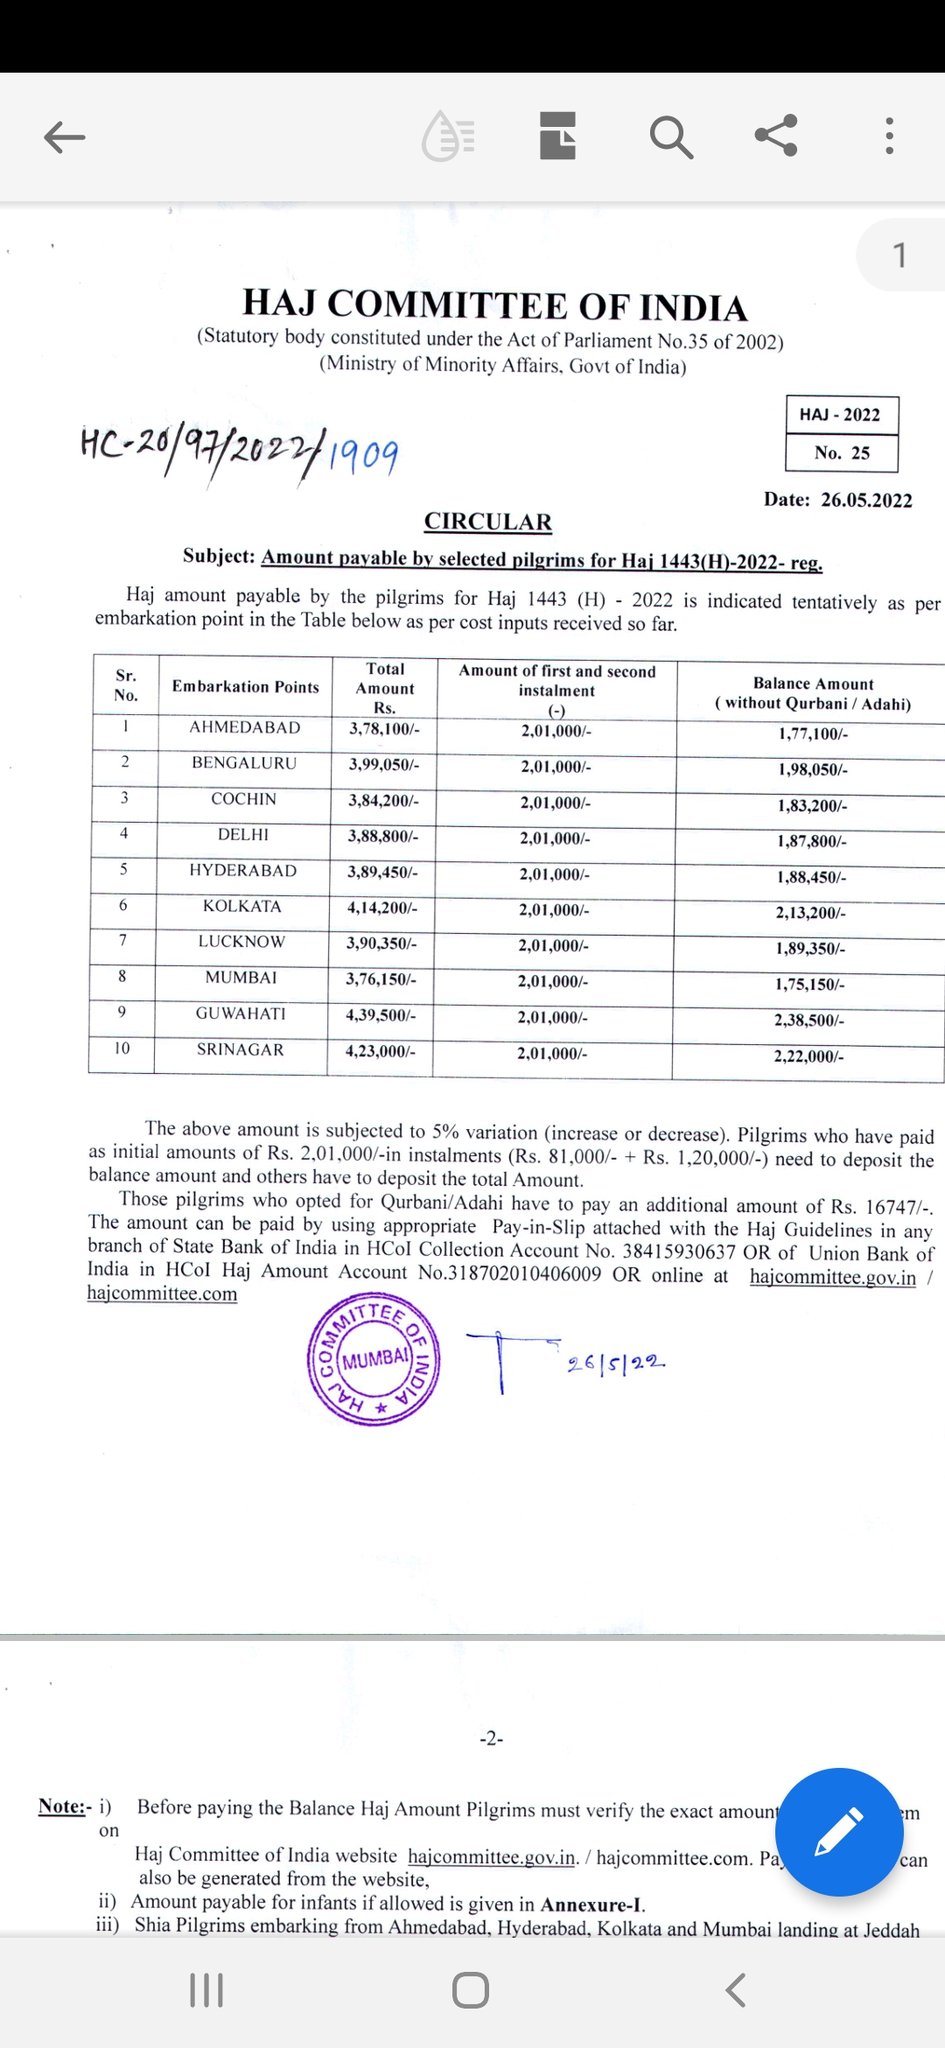 1
HAJ COMMITTEE OF INDIA
(Statutory body constituted under the Act of Parliament No.35 of 2002)
(Ministry of Minority Affairs, Govt of India)
HC-20/97/2022/1909
HAJ - 2022
No. 25
Date: 26.05.2022
CIRCULAR
Subject: Amount payable by selected pilgrims for Haj 1443(H)-2022- reg.
Haj amount payable by the pilgrims for Haj 1443 (H) - 2022 is indicated tentatively as per
embarkation point in the Table below as per cost inputs received so far.
Sr. No. Embarkation Points Total Amount Rs. Amount of first and second instalment (-) Balance Amount ( without Qurbani / Adahi)
1 AHMEDABAD 3,78,100/- 2,01,000/- 1,77,100/-
2 BENGALURU 3,99,050/- 2,01,000/- 1,98,050/-
3 COCHIN 3,84,200/- 2,01,000/- 1,83,200/-
4 DELHI 3,88,800/- 2,01,000/- 1,87,800/-
5 HYDERABAD 3,89,450/- 2,01,000/- 1,88,450/-
6 KOLKATA 4,14,200/- 2,01,000/- 2,13,200/-
7 LUCKNOW 3,90,350/- 2,01,000/- 1,89,350/-
8 MUMBAI 3,76,150/- 2,01,000/- 1,75,150/-
9 GUWAHATI 4,39,500/- 2,01,000/- 2,38,500/-
10 SRINAGAR 4,23,000/- 2,01,000/- 2,22,000/-
The above amount is subjected to 5% variation (increase or decrease). Pilgrims who have paid
as initial amounts of Rs. 2,01,000/-in instalments (Rs. 81,000/- + Rs. 1,20,000/-) need to deposit the
balance amount and others have to deposit the total Amount.
Those pilgrims who opted for Qurbani/Adahi have to pay an additional amount of Rs. 16747/-.
The amount can be paid by using appropriate Pay-in-Slip attached with the Haj Guidelines in any
branch of State Bank of India in HCoI Collection Account No. 38415930637 OR of Union Bank of
India in HCoI Haj Amount Account No.318702010406009 OR online at hajcommittee.gov.in /
hajcommittee.com
HAJ COMMITTEE OF INDIA
MUMBAI
26/5/22
-2-
Note:- i) Before paying the Balance Haj Amount Pilgrims must verify the exact amount
on
Haj Committee of India website hajcommittee.gov.in. / hajcommittee.com. can
also be generated from the website,
ii) Amount payable for infants if allowed is given in Annexure-I.
iii) Shia Pilgrims embarking from Ahmedabad, Hyderabad, Kolkata and Mumbai landing at Jeddah